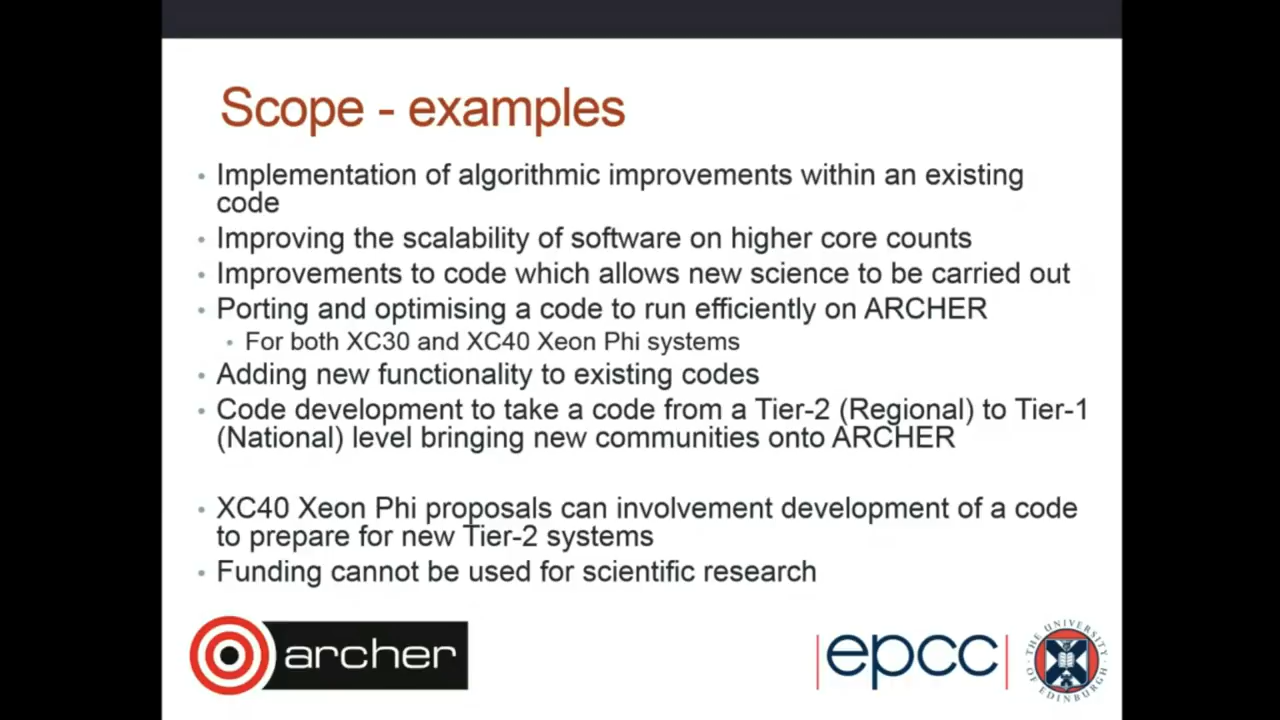 Scope - examples
Implementation of algorithmic improvements within an existing
code
Improving the scalability of software on higher core counts
Improvements to code which allows new science to be carried out
Porting and optimising a code to run efficiently on ARCHER
For both XC30 and XC40 Xeon Phi systems
Adding new functionality to existing codes
Code development to take a code from a Tier-2 (Regional) to Tier-1
(National) level bringing new communities onto ARCHER
XC40 Xeon Phi proposals can involvement development of a code
to prepare for new Tier-2 systems
Funding cannot be used for scientific research
archer
epcc
THE UNIVERSITY OF EDINBURGH